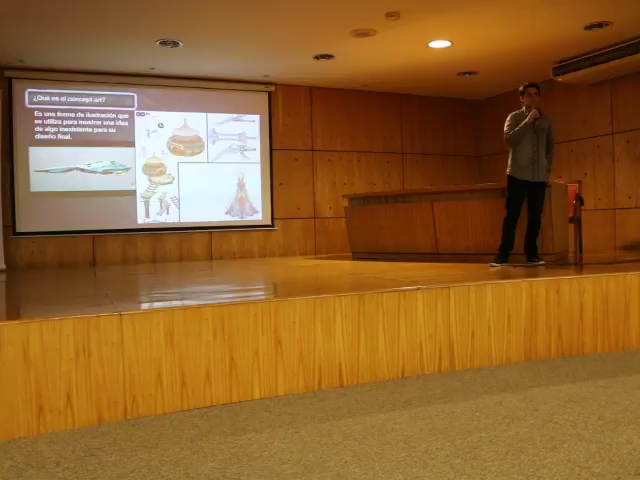 ¿Qué es el concept art?
Es una forma de ilustración que
se utiliza para mostrar una idea
de algo inexistente para su
diseño final.